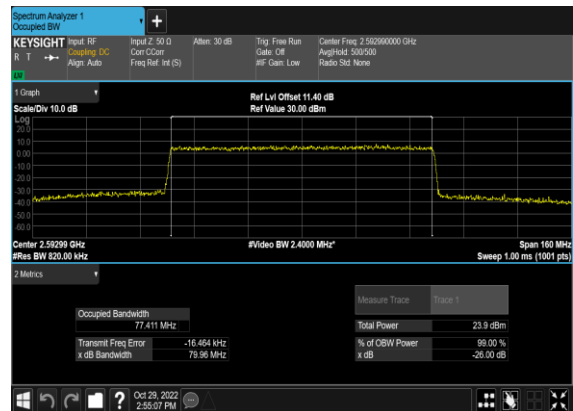 Spectrum Analyzer 1
Occupied BW
KEYSIGHT Input: RF Input Z: 50 Ω Atten: 30 dB Trig: Free Run Center Freq: 2.592990000 GHz
R T Coupling: DC Corr CCorr Gate: Off Avg|Hold: 500/500
Align: Auto Freq Ref: Int (S) #IF Gain: Low Radio Std: None
1 Graph
Ref Lvl Offset 11.40 dB
Scale/Div 10.0 dB Ref Value 30.00 dBm
Log
20.0
10.0
0.00
-10.0
-20.0
-30.0
-40.0
-50.0
-60.0
Center 2.59299 GHz #Video BW 2.4000 MHz* Span 160 MHz
#Res BW 820.00 kHz Sweep 1.00 ms (1001 pts)
2 Metrics
Measure Trace Trace 1
Occupied Bandwidth
77.411 MHz Total Power 23.9 dBm
Transmit Freq Error -16.464 kHz % of OBW Power 99.00 %
x dB Bandwidth 79.96 MHz x dB -26.00 dB
Oct 29, 2022
2:55:07 PM